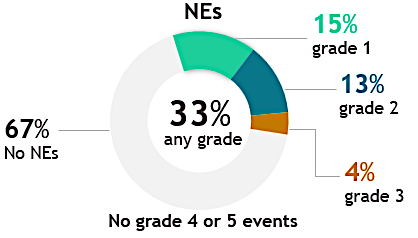 NEs
15%
grade 1
13%
grade 2
67%
No NEs
33%
any grade
4%
grade 3
No grade 4 or 5 events